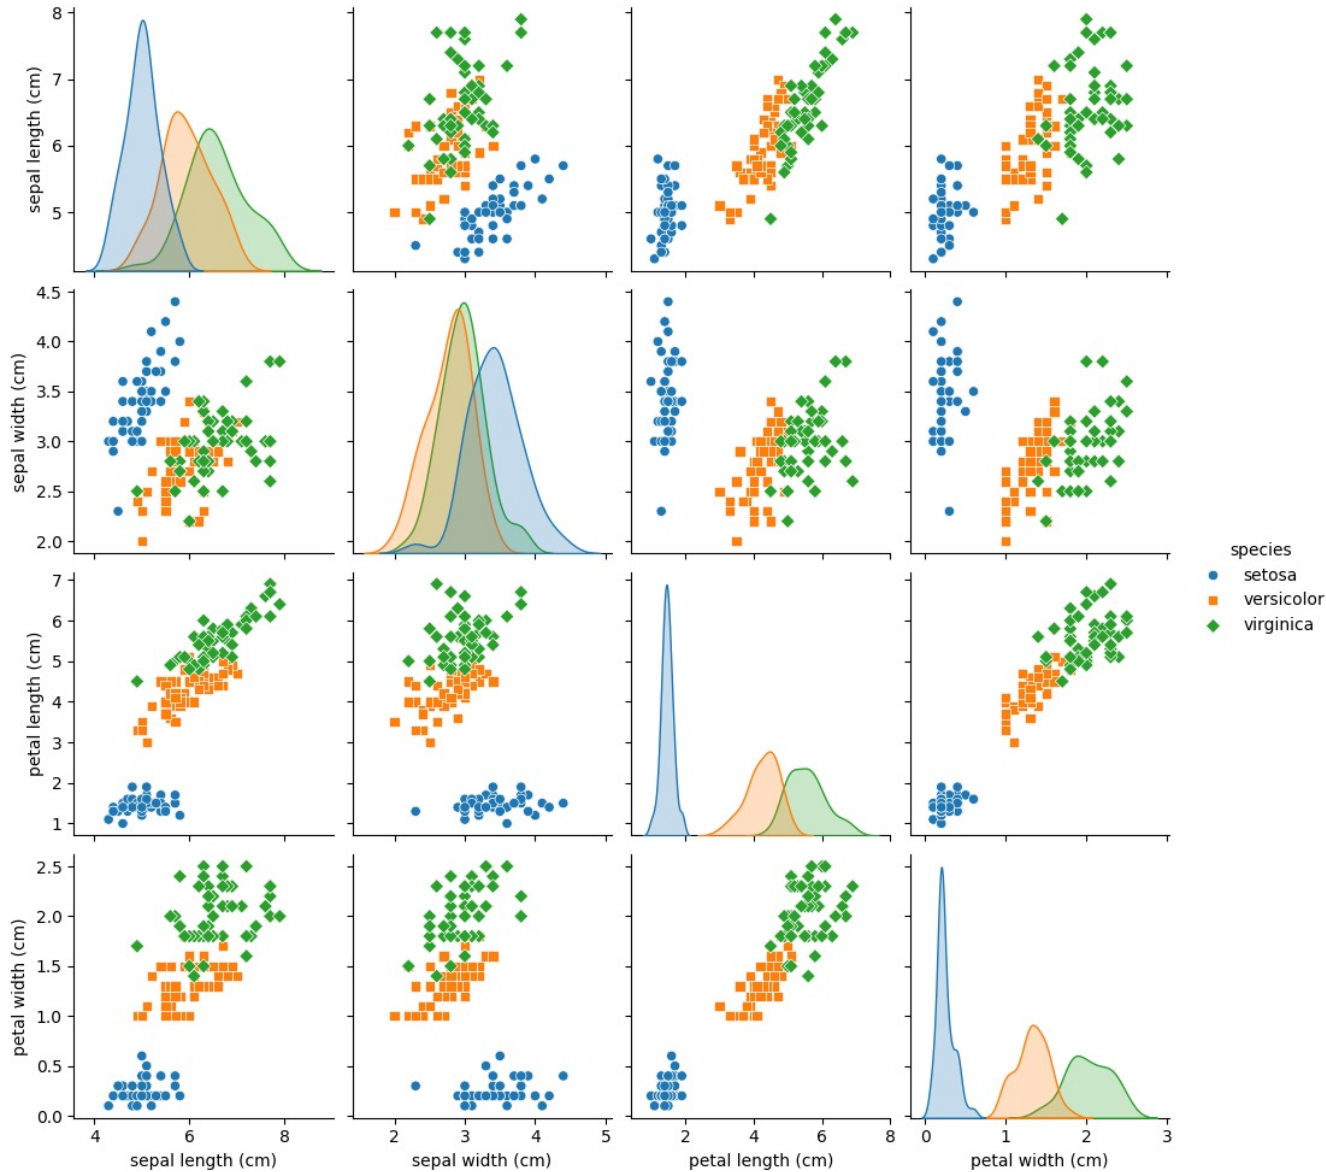 sepal length (cm)
8
7
6
5
sepal width (cm)
4.5
4.0
3.5
3.0
2.5
2.0
species
setosa
versicolor
virginica
petal length (cm)
7
6
5
4
3
2
1
petal width (cm)
2.5
2.0
1.5
1.0
0.5
0.0
4 6 8 2 3 4 5 2 4 6 8 0 1 2 3
sepal length (cm) sepal width (cm) petal length (cm) petal width (cm)